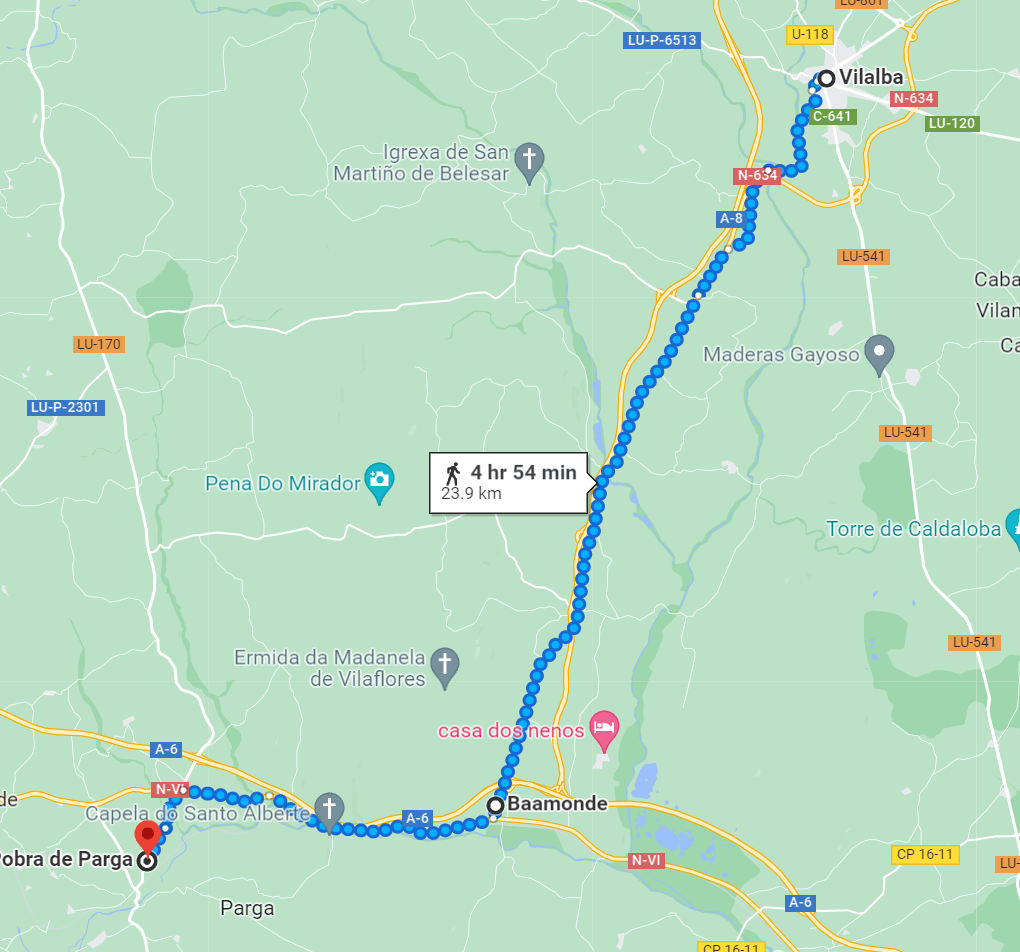 LU-861
U-118
LU-P-6513
Vilalba
N-634
C-641
LU-120
Igrexa de San
Martiño de Belesar
N-634
A-8
LU-541
Caba
Vilar
Ca
LU-170
Maderas Gayoso
LU-P-2301
LU-541
4 hr 54 min
23.9 km
Pena Do Mirador
Torre de Caldaloba
LU-541
Ermida da Madanela
de Vilaflores
casa dos nenos
A-6
N-VI
de
Baamonde
Capela do Santo Alberte
A-6
obra de Parga
CP 16-11
N-VI
LU-
A-6
Parga
CP 16-11